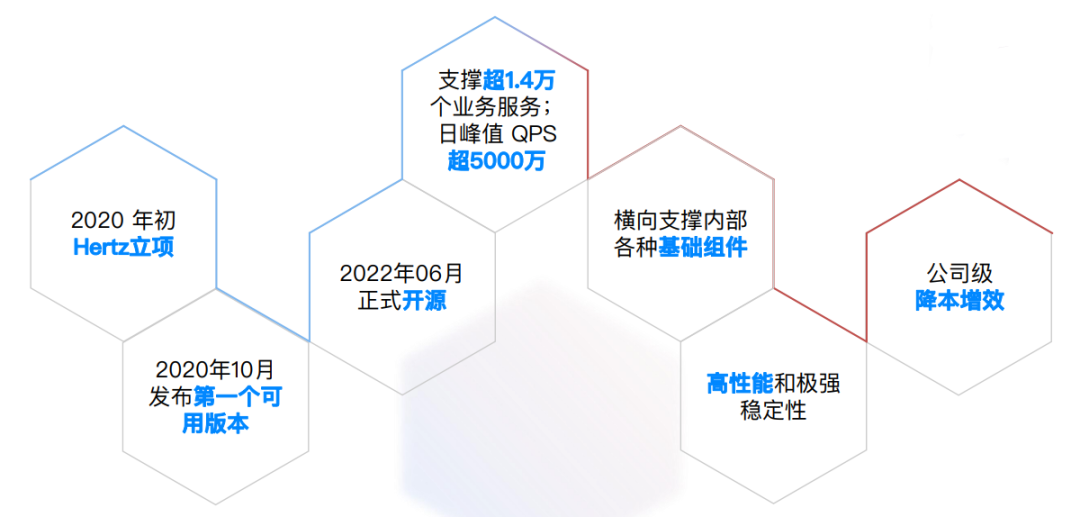 2020 年初
Hertz立项
2020年10月
发布第一个可
用版本
2022年06月
正式开源
支撑超1.4万
个业务服务；
日峰值 QPS
超5000万
横向支撑内部
各种基础组件
高性能和极强
稳定性
公司级
降本增效